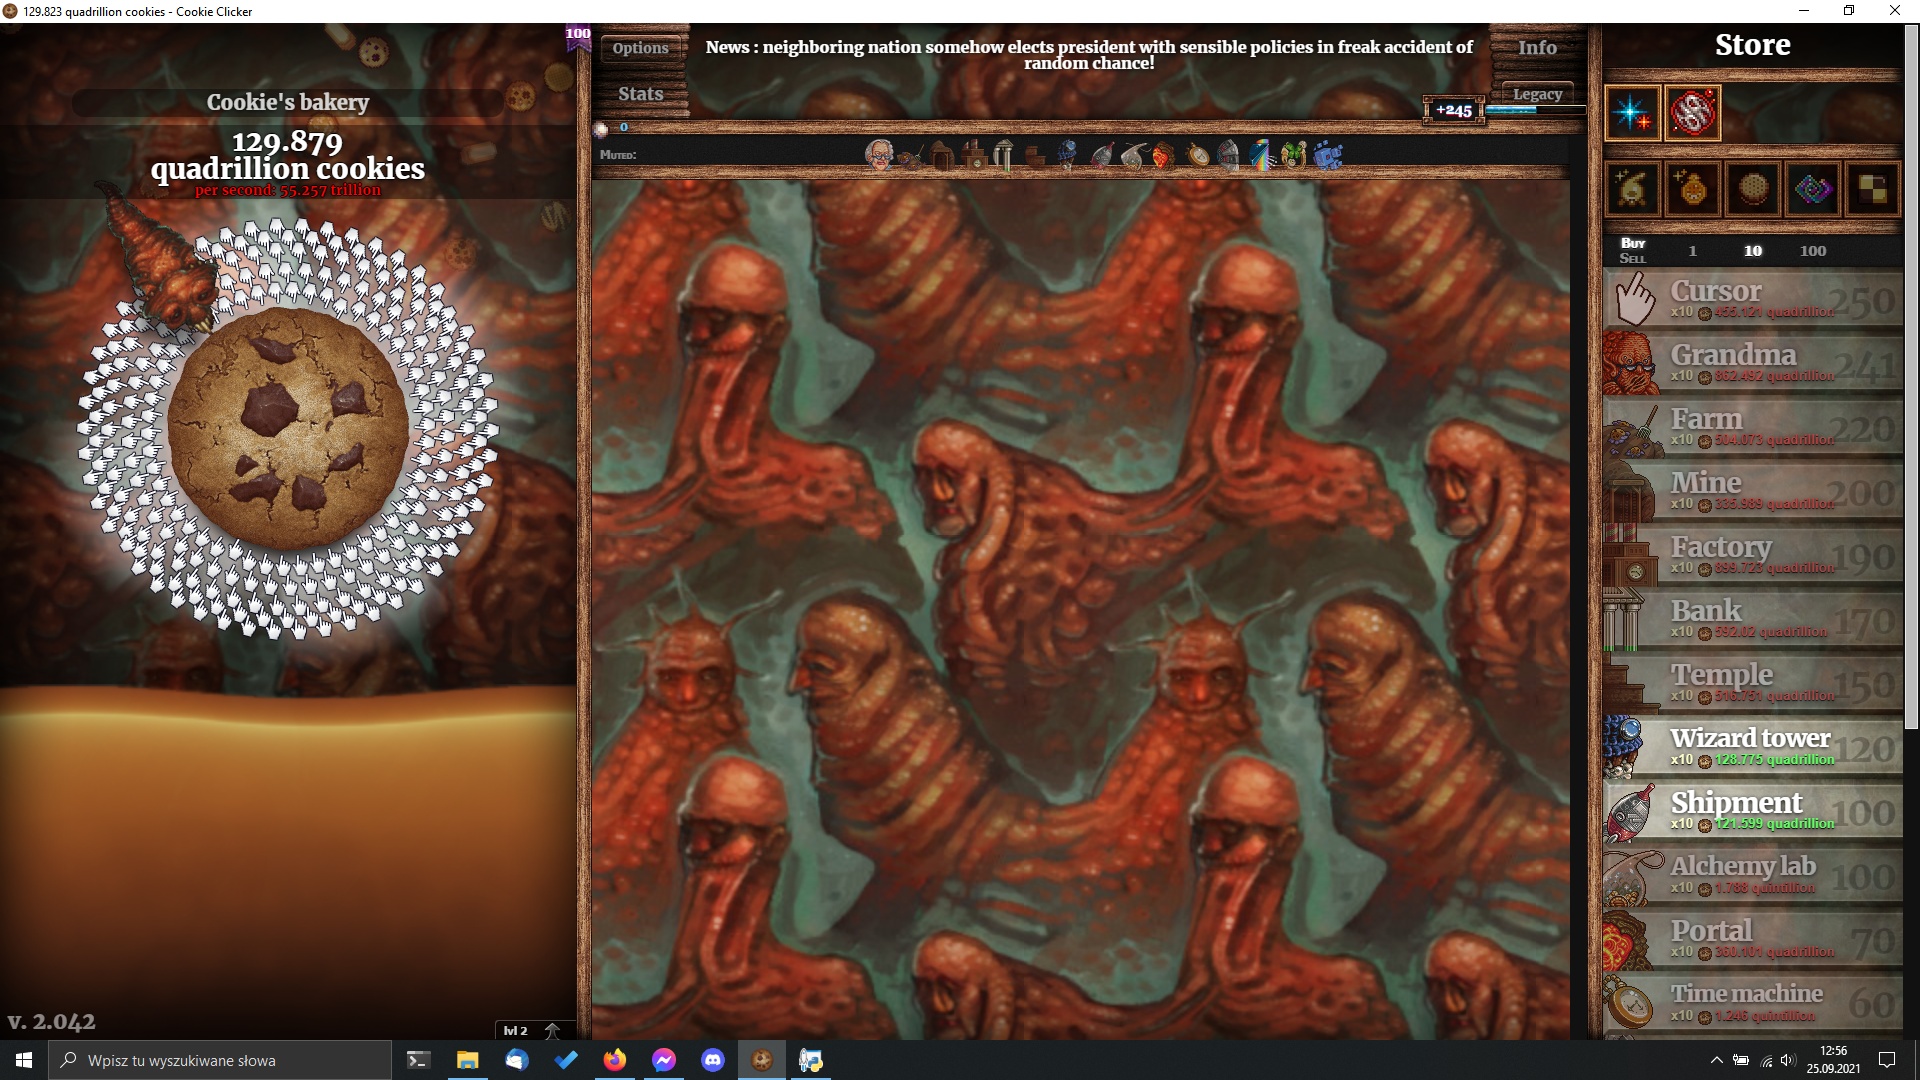 129.823 quadrillion cookies - Cookie Clicker
100
Options
News : neighboring nation somehow elects president with sensible policies in freak accident of
random chance!
Info
Store
Stats
Legacy
+245
Cookie's bakery
129.879
quadrillion cookies
per second: 55.257 trillion
0
Muted:
Buy
Sell
1
10
100
Cursor
x10 455.121 quadrillion
250
Grandma
x10 862.492 quadrillion
241
Farm
x10 504.073 quadrillion
220
Mine
x10 335.989 quadrillion
200
Factory
x10 899.723 quadrillion
190
Bank
x10 592.02 quadrillion
170
Temple
x10 516.751 quadrillion
150
Wizard tower
x10 128.775 quadrillion
120
Shipment
x10 121.599 quadrillion
100
Alchemy lab
x10 1.788 quintillion
100
Portal
x10 360.101 quadrillion
70
Time machine
x10 1.246 quintillion
60
v. 2.042
lvl 2
Wpisz tu wyszukiwane słowa
12:56
25.09.2021